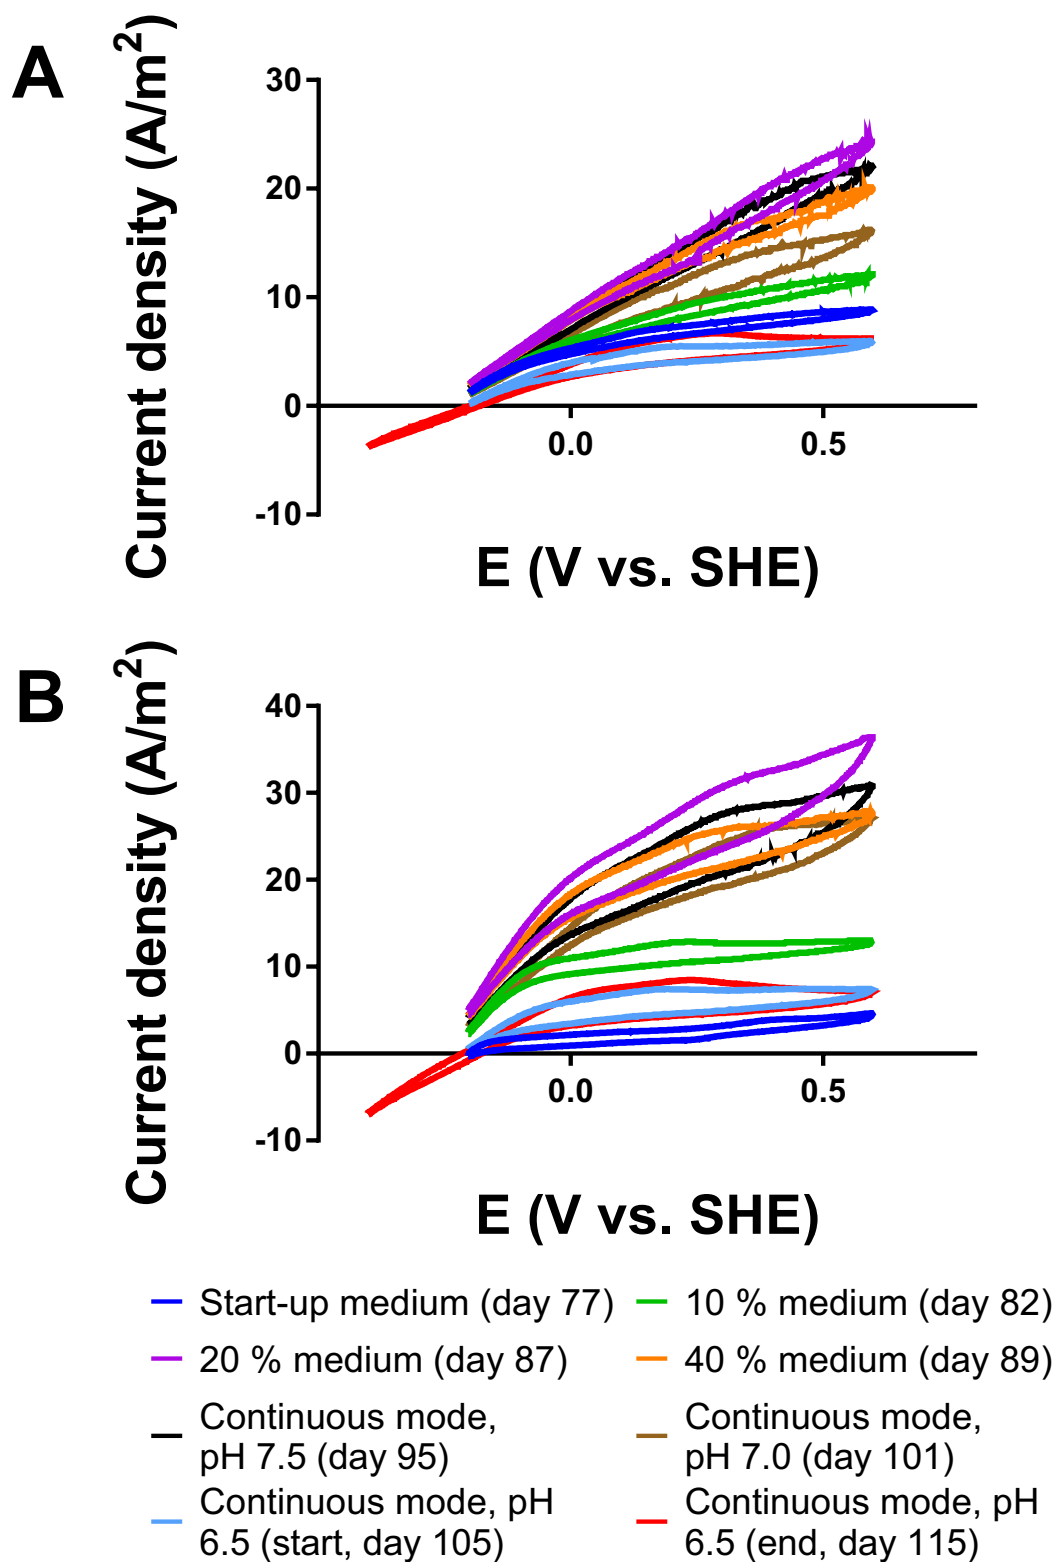 A
Current density (A/m²)
30
20
10
0
-10
0.0 0.5
E (V vs. SHE)
B
Current density (A/m²)
40
30
20
10
0
-10
0.0 0.5
E (V vs. SHE)
Start-up medium (day 77) 10 % medium (day 82)
20 % medium (day 87) 40 % medium (day 89)
Continuous mode,
pH 7.5 (day 95)
Continuous mode,
pH 7.0 (day 101)
Continuous mode, pH
6.5 (start, day 105)
Continuous mode, pH
6.5 (end, day 115)